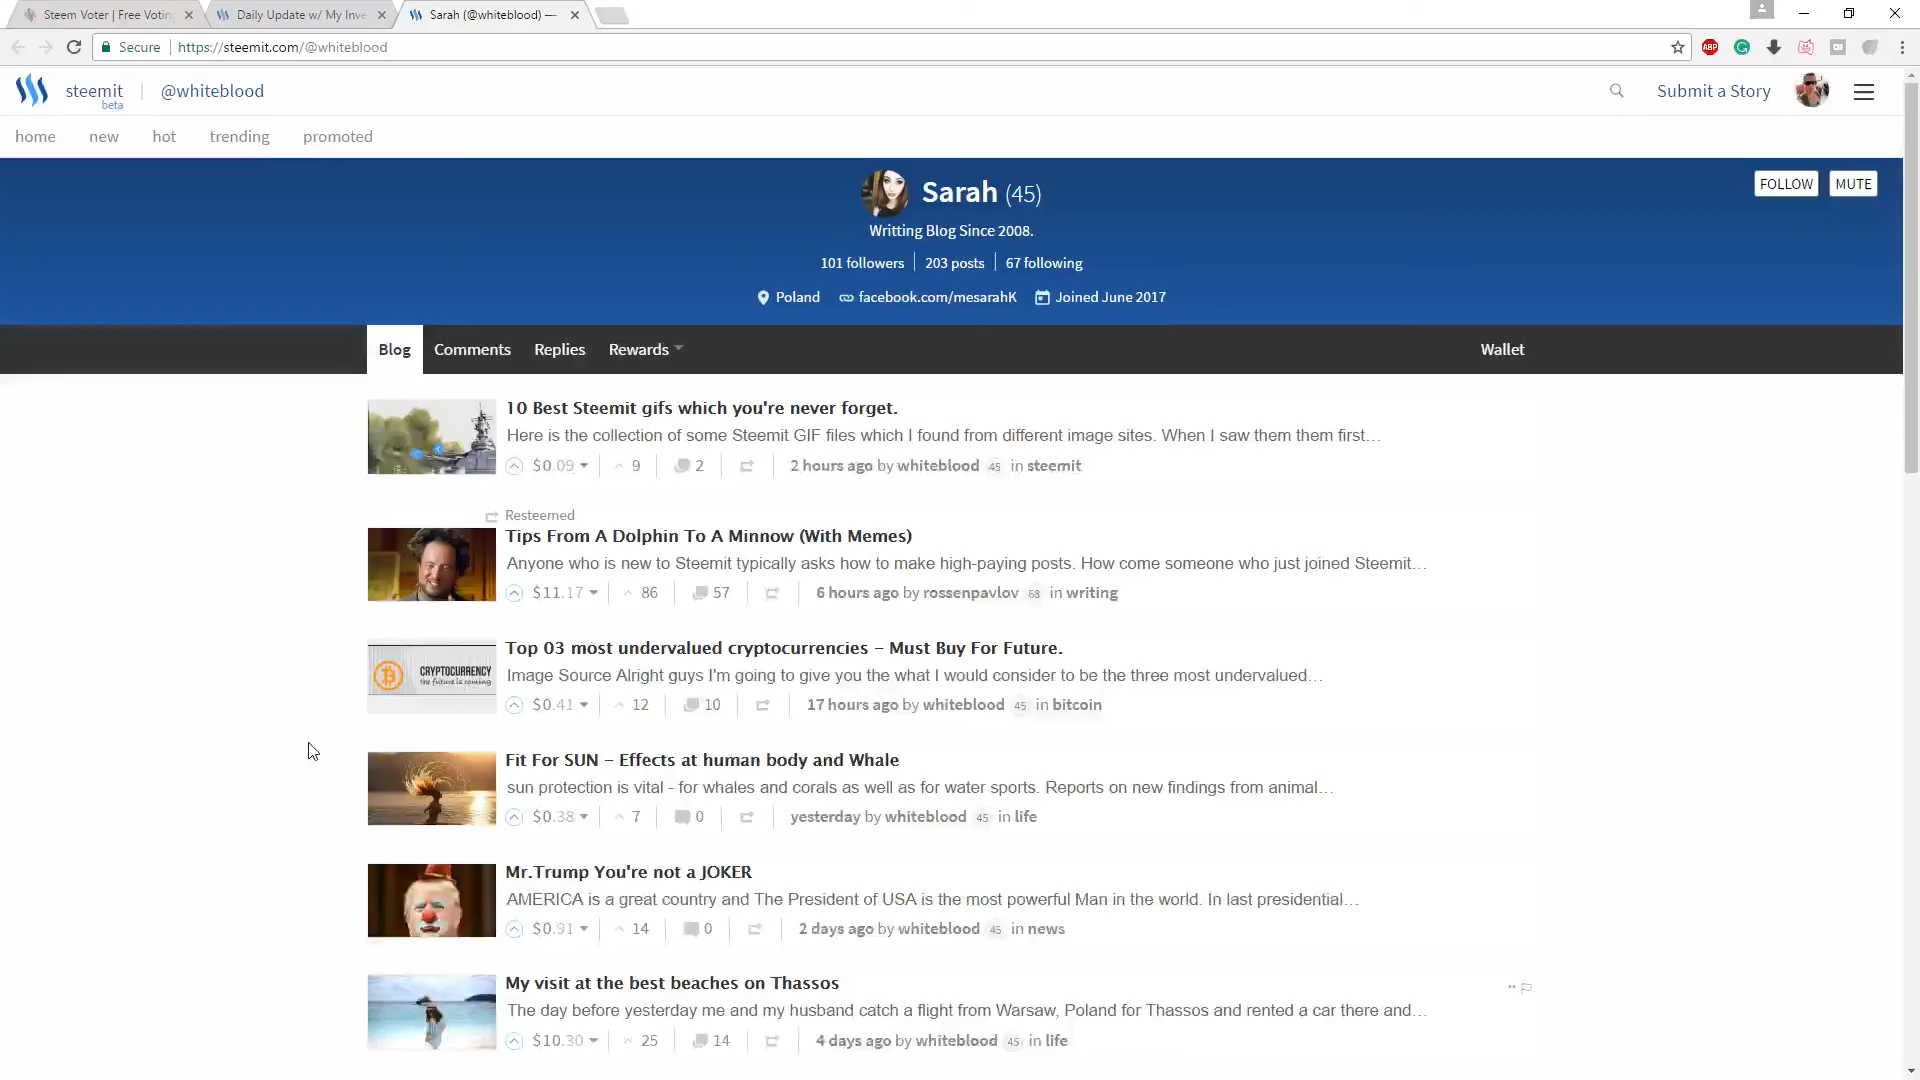 Steem Voter | Free Voting
Daily Update w/ My Inve
Sarah (@whiteblood) —
Secure
https://steemit.com/@whiteblood
ABP
steemit
beta
@whiteblood
Submit a Story
home new hot trending promoted
Sarah (45)
FOLLOW MUTE
Writting Blog Since 2008.
101 followers 203 posts 67 following
Poland facebook.com/mesarahK Joined June 2017
Blog Comments Replies Rewards Wallet
10 Best Steemit gifs which you're never forget.
Here is the collection of some Steemit GIF files which I found from different image sites. When I saw them them first…
$0.09 9 2 2 hours ago by whiteblood 45 in steemit
Resteemed
Tips From A Dolphin To A Minnow (With Memes)
Anyone who is new to Steemit typically asks how to make high-paying posts. How come someone who just joined Steemit…
$11.17 86 57 6 hours ago by rossenpavlov 68 in writing
CRYPTOCURRENCY
the future is coming
Top 03 most undervalued cryptocurrencies – Must Buy For Future.
Image Source Alright guys I'm going to give you the what I would consider to be the three most undervalued…
$0.41 12 10 17 hours ago by whiteblood 45 in bitcoin
Fit For SUN – Effects at human body and Whale
sun protection is vital - for whales and corals as well as for water sports. Reports on new findings from animal…
$0.38 7 0 yesterday by whiteblood 45 in life
Mr.Trump You're not a JOKER
AMERICA is a great country and The President of USA is the most powerful Man in the world. In last presidential…
$0.91 14 0 2 days ago by whiteblood 45 in news
My visit at the best beaches on Thassos
The day before yesterday me and my husband catch a flight from Warsaw, Poland for Thassos and rented a car there and…
$10.30 25 14 4 days ago by whiteblood 45 in life